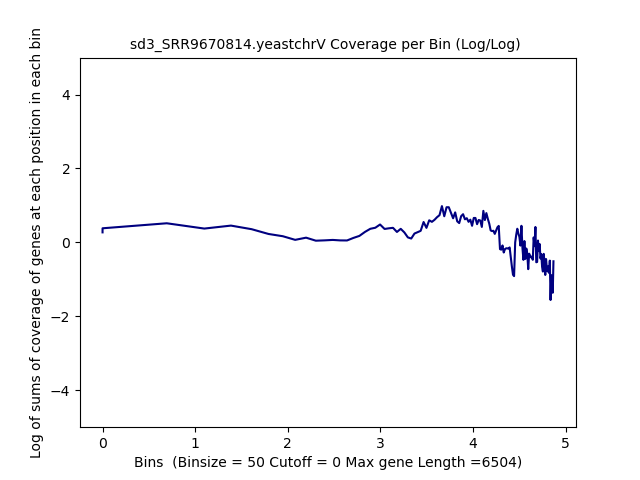 sd3_SRR9670814.yeastchrV Coverage per Bin (Log/Log)
Log of sums of coverage of genes at each position in each bin
4
2
0
−2
−4
0 1 2 3 4 5
Bins  (Binsize = 50 Cutoff = 0 Max gene Length =6504)